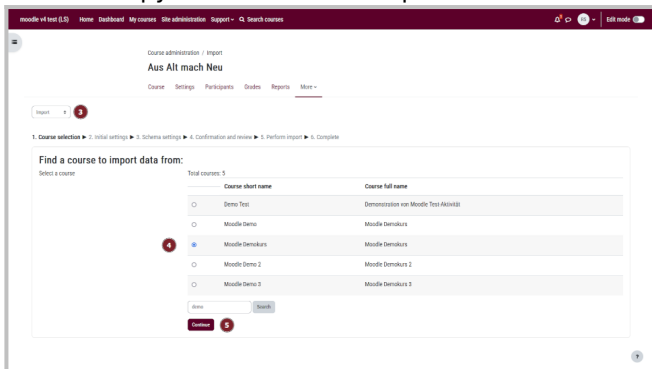 moodle v4 test (LS) Home Dashboard My courses Site administration Support Search courses Edit mode
Course administration / Import
Aus Alt mach Neu
Course Settings Participants Grades Reports More
Import 3
1. Course selection ► 2. Initial settings ► 3. Schema settings ► 4. Confirmation and review ► 5. Perform import ► 6. Complete
Find a course to import data from:
Select a course Total courses: 5
Course short name Course full name
Demo Test Demonstration von Moodle Test-Aktivität
Moodle Demo Moodle Demokurs
4 Moodle Demokurs Moodle Demokurs
Moodle Demo 2 Moodle Demokurs 2
Moodle Demo 3 Moodle Demokurs 3
demo Search
Continue 5
?